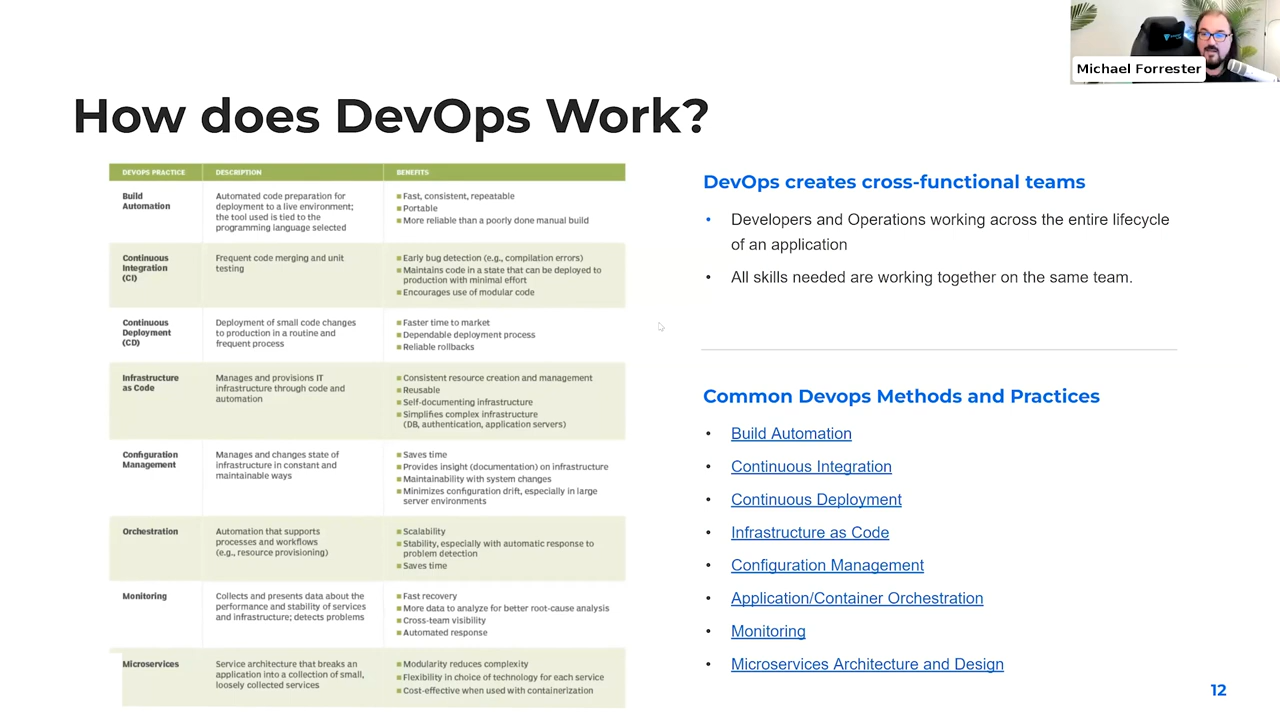 Michael Forrester
How does DevOps Work?
DEVOPS PRACTICE DESCRIPTION BENEFITS
Build
Automation
Automated code preparation for
deployment to a live environment;
the tool used is tied to the
programming language selected
Fast, consistent, repeatable
Portable
More reliable than a poorly done manual build
Continuous
Integration
(CI)
Frequent code merging and unit
testing
Early bug detection (e.g., compilation errors)
Maintains code in a state that can be deployed to
production with minimal effort
Encourages use of modular code
Continuous
Deployment
(CD)
Deployment of small code changes
to production in a routine and
frequent process
Faster time to market
Dependable deployment process
Reliable rollbacks
Infrastructure
as Code
Manages and provisions IT
infrastructure through code and
automation
Consistent resource creation and management
Reusable
Self-documenting infrastructure
Simplifies complex infrastructure
(DB, authentication, application servers)
Configuration
Management
Manages and changes state of
infrastructure in constant and
maintainable ways
Saves time
Provides insight (documentation) on infrastructure
Maintainability with system changes
Minimizes configuration drift, especially in large
server environments
Orchestration
Automation that supports
processes and workflows
(e.g., resource provisioning)
Scalability
Stability, especially with automatic response to
problem detection
Saves time
Monitoring
Collects and presents data about the
performance and stability of services
and infrastructure; detects problems
Fast recovery
More data to analyze for better root-cause analysis
Cross-team visibility
Automated response
Microservices
Service architecture that breaks an
application into a collection of small,
loosely collected services
Modularity reduces complexity
Flexibility in choice of technology for each service
Cost-effective when used with containerization
DevOps creates cross-functional teams
• Developers and Operations working across the entire lifecycle
of an application
• All skills needed are working together on the same team.
Common Devops Methods and Practices
• Build Automation
• Continuous Integration
• Continuous Deployment
• Infrastructure as Code
• Configuration Management
• Application/Container Orchestration
• Monitoring
• Microservices Architecture and Design
12